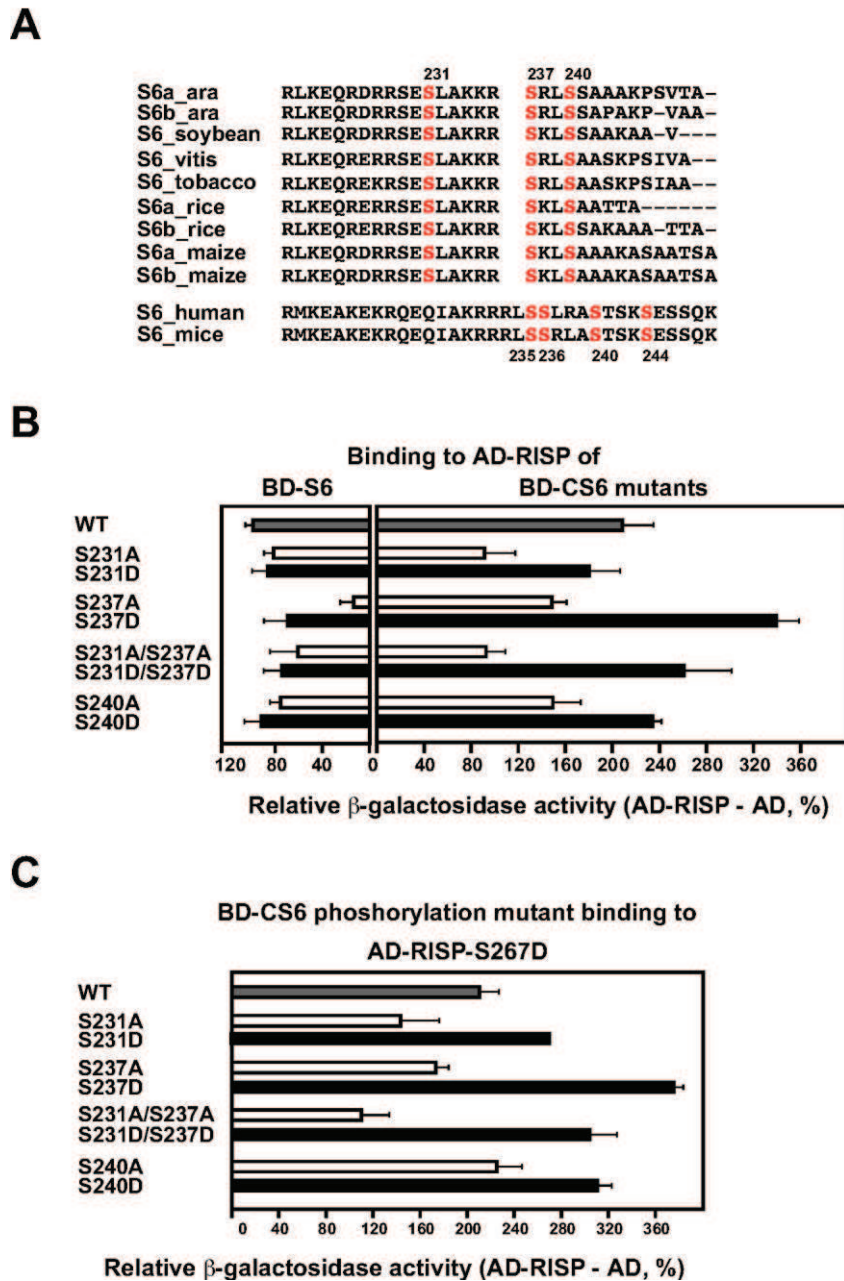 A
231 237 240
S6a_ara RLKEQRDRRSESLAKKR SRLSSAAAKPSVTA-
S6b_ara RLKEQRDRRSESLAKKR SRLSSAPAKP-VAA-
S6_soybean RLKEQRERRSESLAKKR SKLSSAAKAA-V---
S6_vitis RLKEQRERRSESLAKKR SRLSSAASKPSIVA--
S6_tobacco RLKEQREKRSESLAKKR SRLSSAASKPSIAA--
S6a_rice RLKEQRERRSESLAKRR SKLSAATTA------
S6b_rice RLKEQRERRSESLAKKR SKLSSAKAAA-TTA-
S6a_maize RLKEQRERRSESLAKRR SKLSAAAKASAATSA
S6b_maize RLKEQRERRSESLAKRR SKLSAAAKASAATSA
S6_human RMKEAKEKRQEQIAKRRRLSSLRASTSKSESSQK
S6_mice RMKEAKEKRQEQIAKRRRLSSRLASTSKSESSQK
235 236 240 244
B
Binding to AD-RISP of
BD-S6 BD-CS6 mutants
WT
S231A
S231D
S237A
S237D
S231A/S237A
S231D/S237D
S240A
S240D
120 80 40 0 40 80 120 160 200 240 280 320 360
Relative β-galactosidase activity (AD-RISP - AD, %)
C
BD-CS6 phoshorylation mutant binding to
AD-RISP-S267D
WT
S231A
S231D
S237A
S237D
S231A/S237A
S231D/S237D
S240A
S240D
0 40 80 120 160 200 240 280 320 360
Relative β-galactosidase activity (AD-RISP - AD, %)